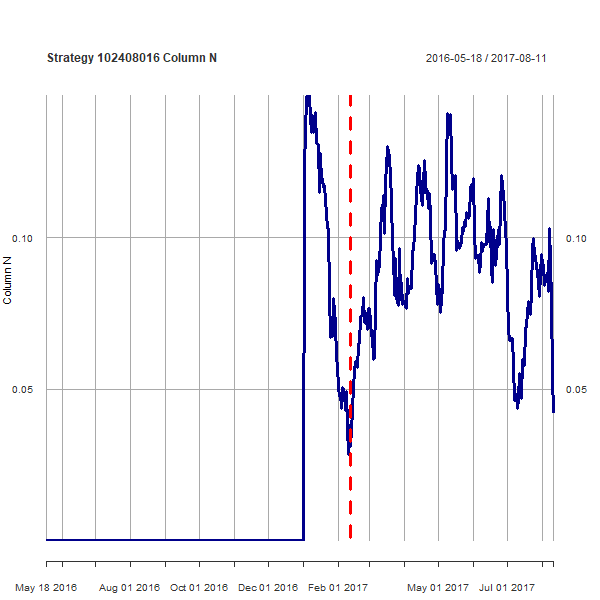 Strategy 102408016 Column N
2016-05-18 / 2017-08-11
Column N
0.10
0.10
0.05
0.05
May 18 2016 Aug 01 2016 Oct 01 2016 Dec 01 2016 Feb 01 2017 May 01 2017 Jul 01 2017